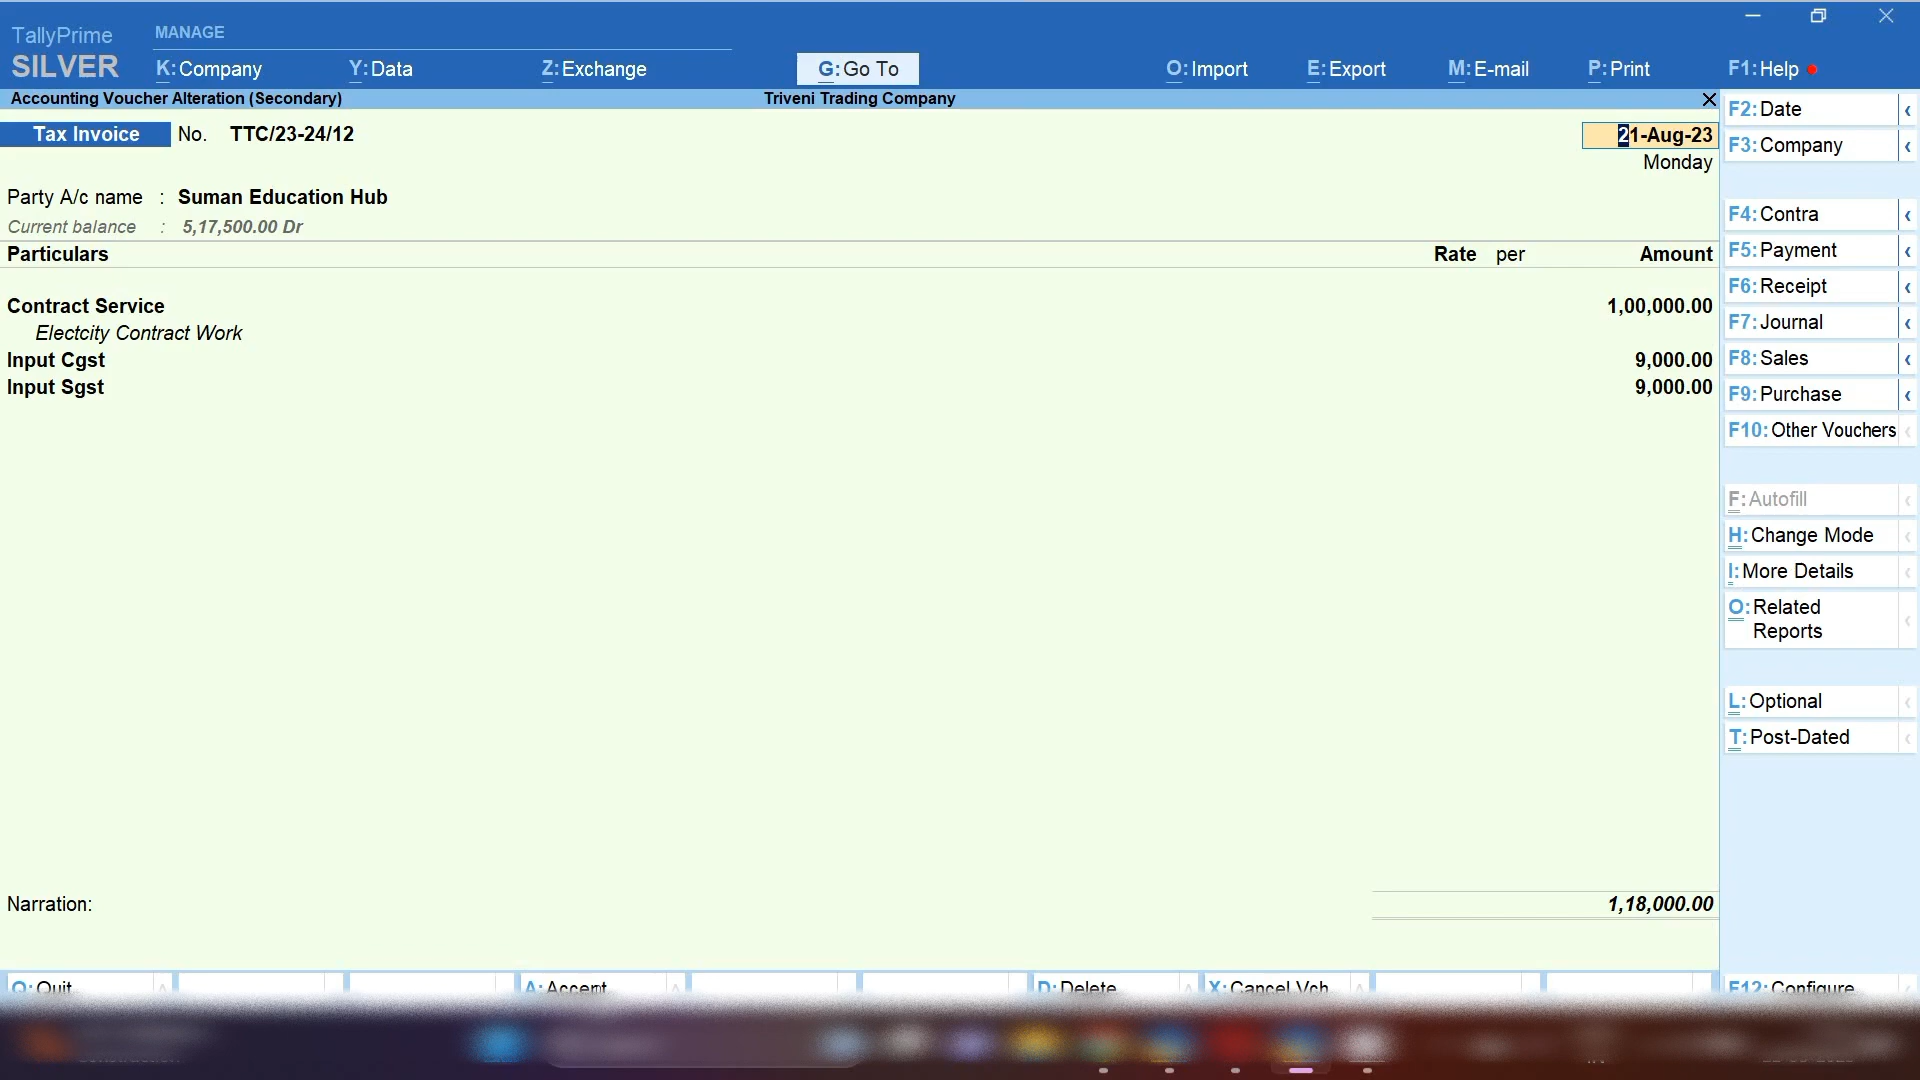 TallyPrime
SILVER
MANAGE
K:Company Y:Data Z:Exchange G:Go To O:Import E:Export M:E-mail P:Print F1:Help
Accounting Voucher Alteration (Secondary) Triveni Trading Company
Tax Invoice No. TTC/23-24/12 21-Aug-23
Monday
Party A/c name : Suman Education Hub
Current balance : 5,17,500.00 Dr
Particulars Rate per Amount
Contract Service 1,00,000.00
Electcity Contract Work
Input Cgst 9,000.00
Input Sgst 9,000.00
Narration: 1,18,000.00
Q:Quit A:Accept D:Delete X:Cancel Vch
F2:Date
F3:Company
F4:Contra
F5:Payment
F6:Receipt
F7:Journal
F8:Sales
F9:Purchase
F10:Other Vouchers
F:Autofill
H:Change Mode
I:More Details
O:Related
Reports
L:Optional
T:Post-Dated
F12:Configure